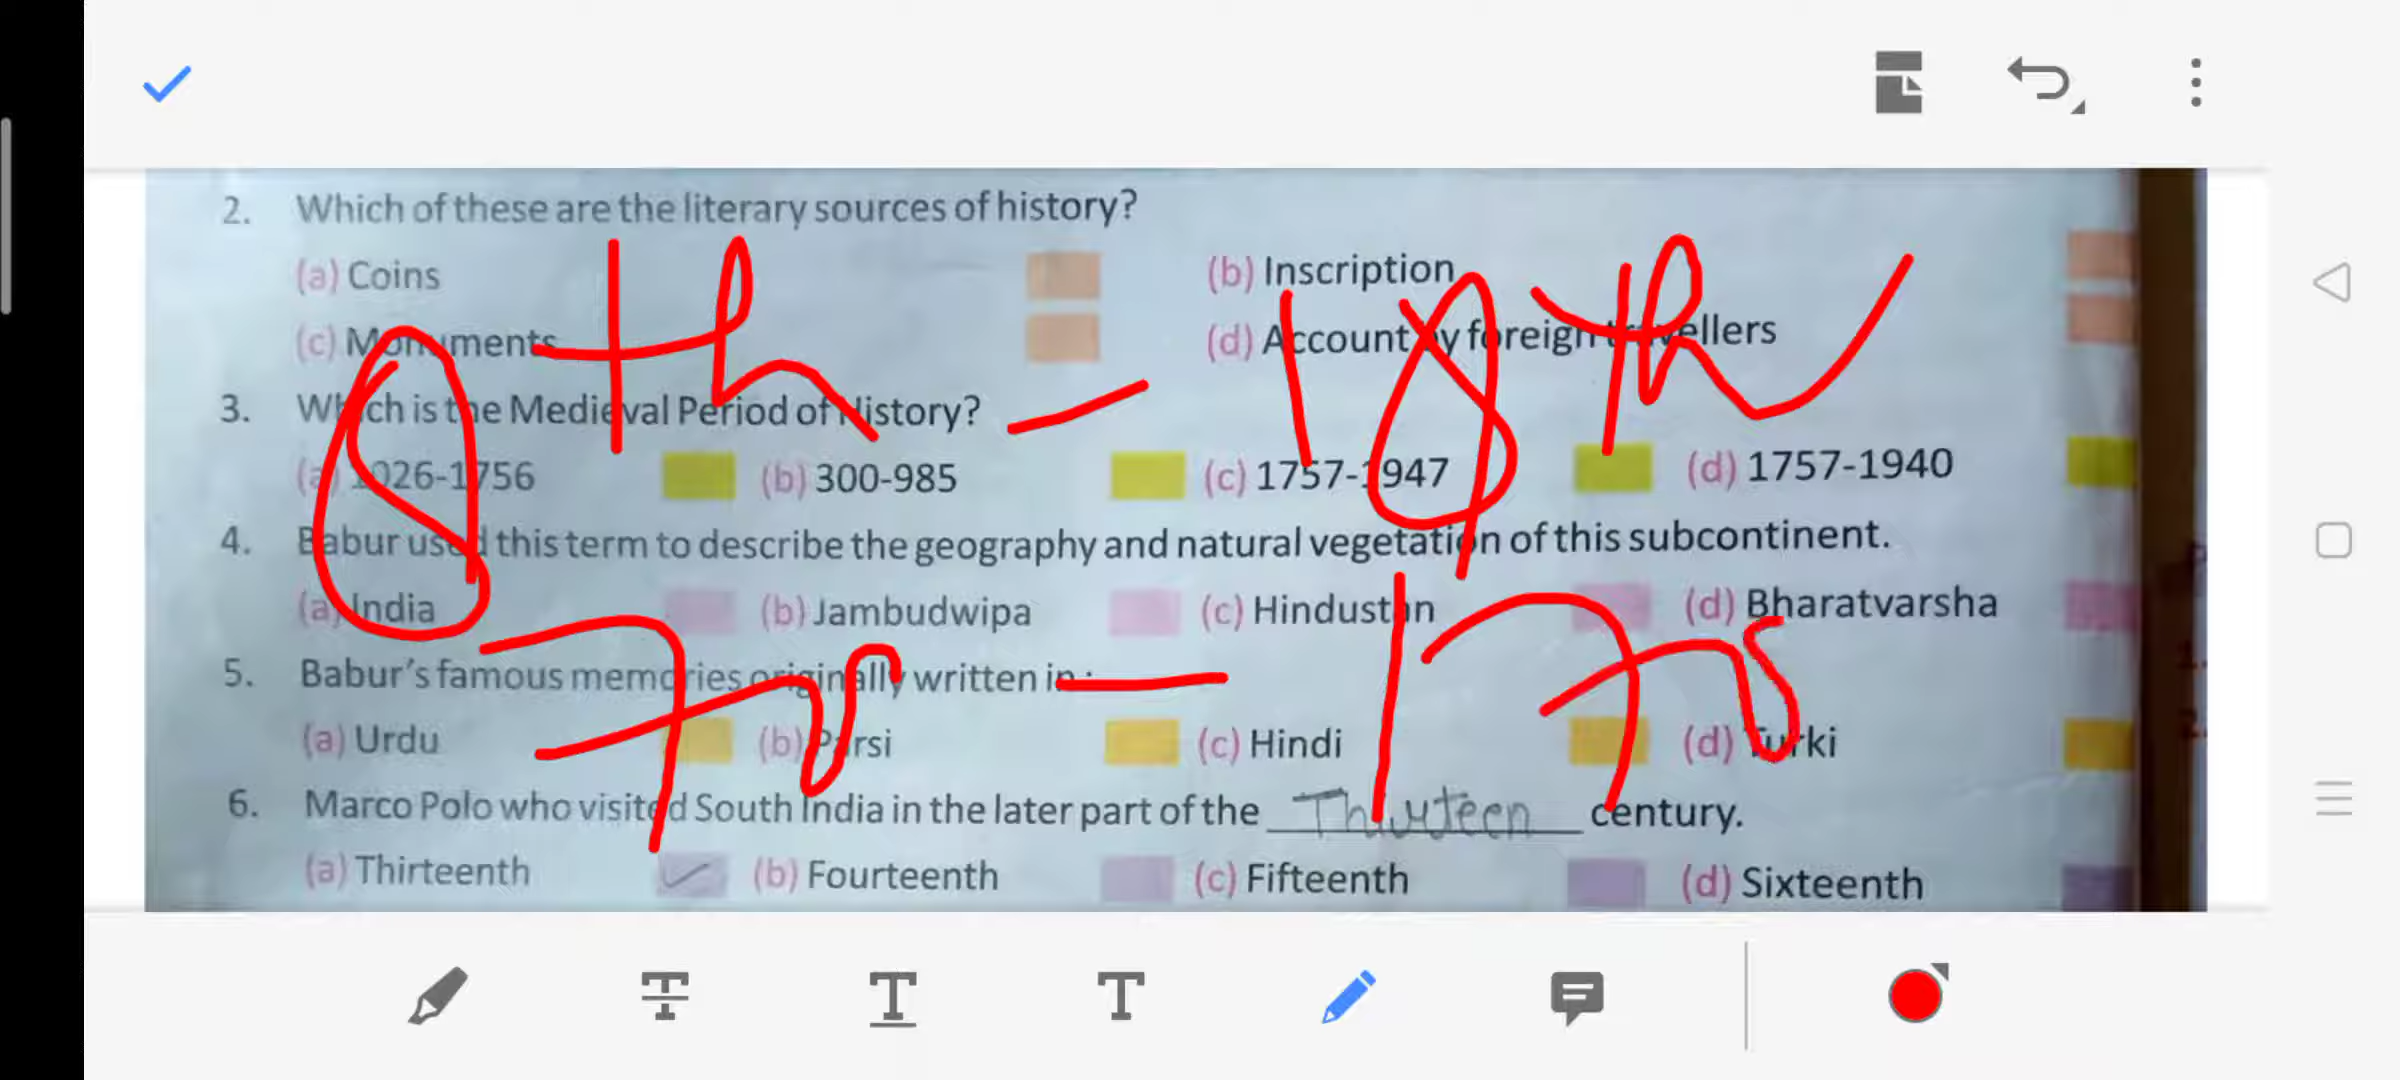 2. Which of these are the literary sources of history?
(a) Coins (b) Inscription
(c) Monuments (d) Account by foreign travellers
3. Which is the Medieval Period of History?
(a) 1026-1756 (b) 300-985 (c) 1757-1947 (d) 1757-1940
8th - 18th
4. Babur used this term to describe the geography and natural vegetation of this subcontinent.
(a) India (b) Jambudwipa (c) Hindustan (d) Bharatvarsha
5. Babur's famous memories originally written in :
(a) Urdu (b) Parsi (c) Hindi (d) Turki
6. Marco Polo who visited South India in the later part of the Thirteen century.
(a) Thirteenth (b) Fourteenth (c) Fifteenth (d) Sixteenth